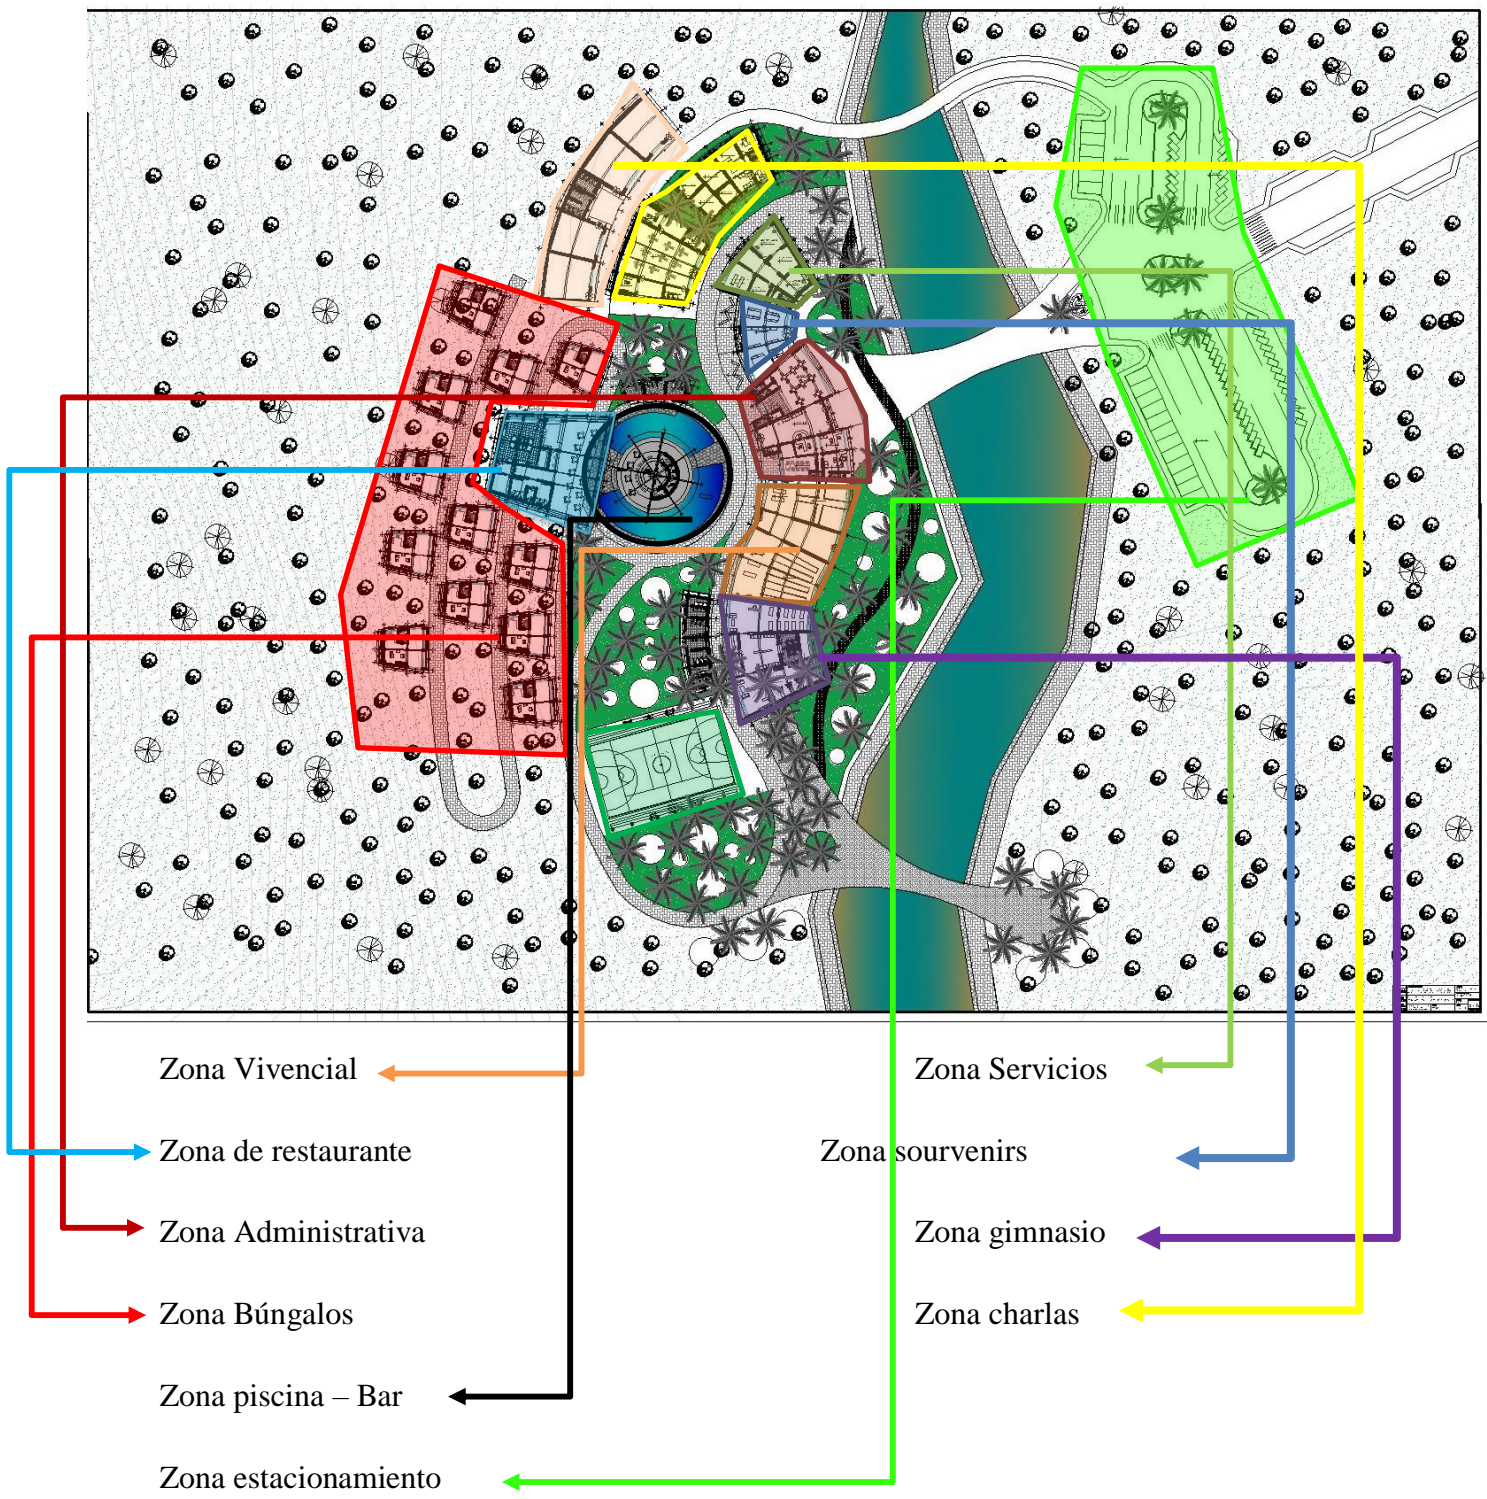 Zona Vivencial
Zona Servicios
Zona de restaurante
Zona sourvenirs
Zona Administrativa
Zona gimnasio
Zona Búngalos
Zona charlas
Zona piscina – Bar
Zona estacionamiento